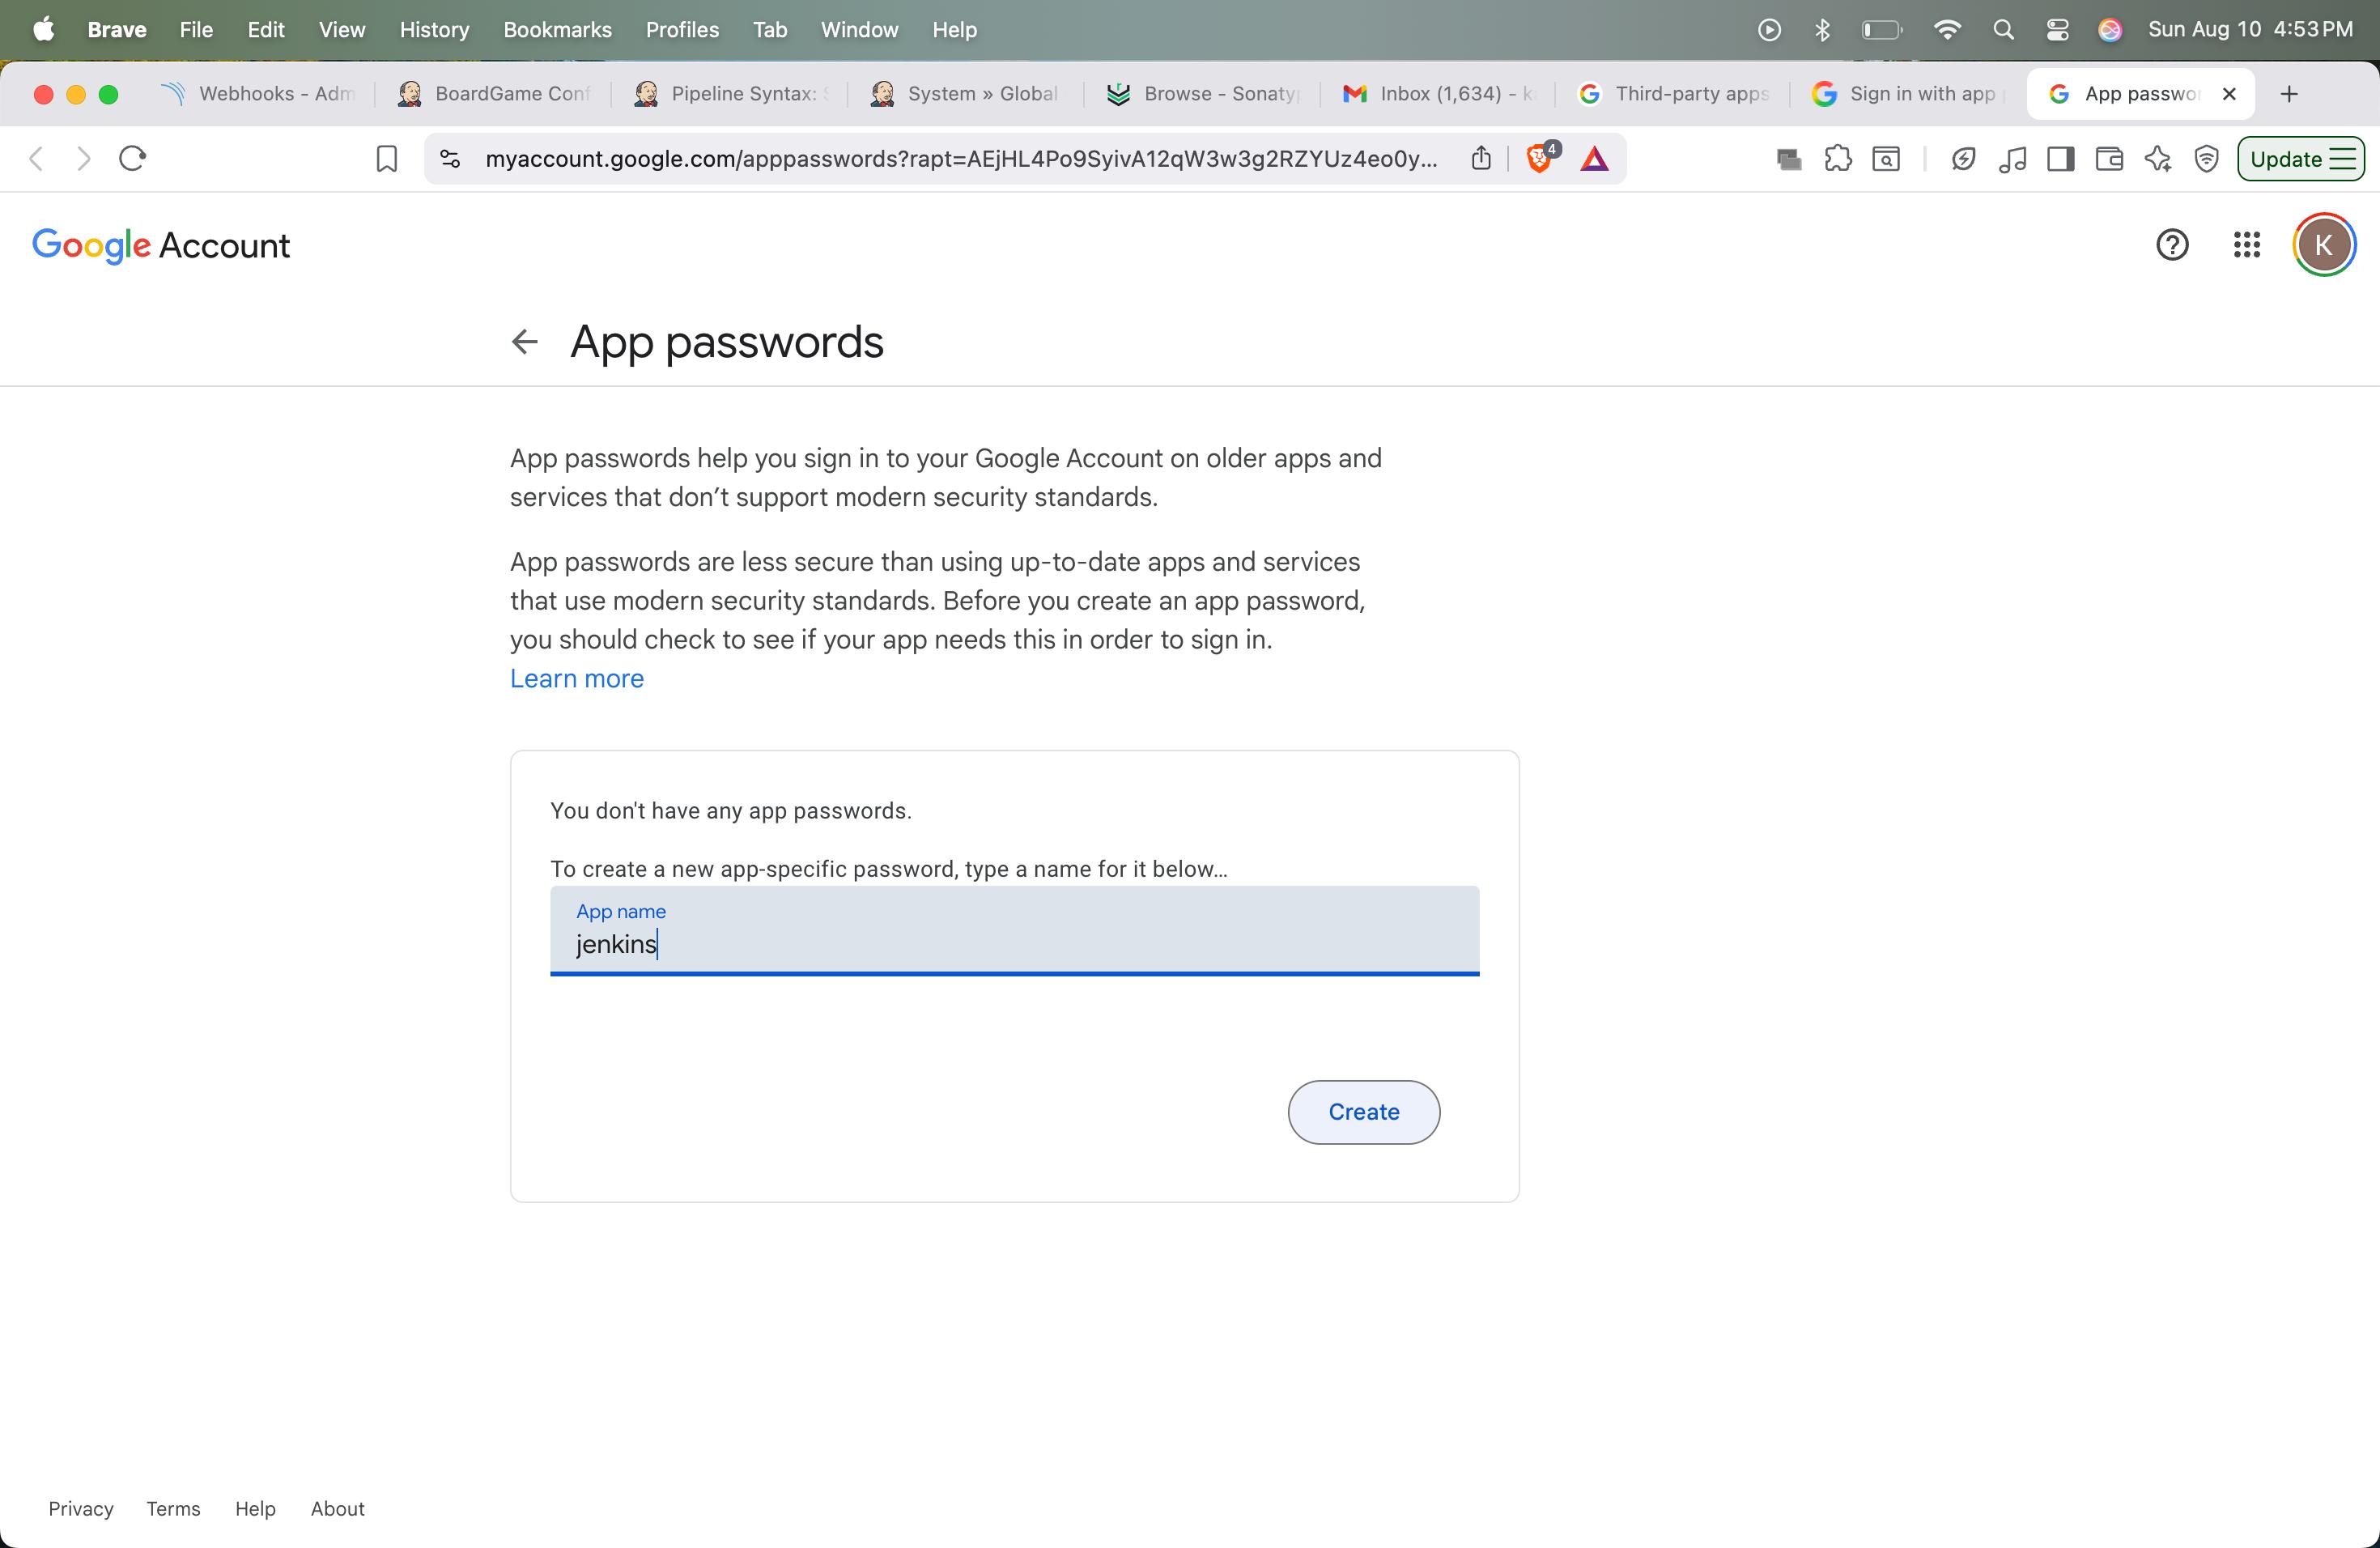 Brave File Edit View History Bookmarks Profiles Tab Window Help Sun Aug 10 4:53 PM
Webhooks - Adm BoardGame Conf Pipeline Syntax: System » Global Browse - Sonaty Inbox (1,634) - k Third-party apps Sign in with app App passwor
myaccount.google.com/apppasswords?rapt=AEjHL4Po9SyivA12qW3w3g2RZYUz4eo0y... 4 Update
Google Account K
App passwords
App passwords help you sign in to your Google Account on older apps and
services that don’t support modern security standards.
App passwords are less secure than using up-to-date apps and services
that use modern security standards. Before you create an app password,
you should check to see if your app needs this in order to sign in.
Learn more
You don't have any app passwords.
To create a new app-specific password, type a name for it below...
App name
jenkins
Create
Privacy Terms Help About